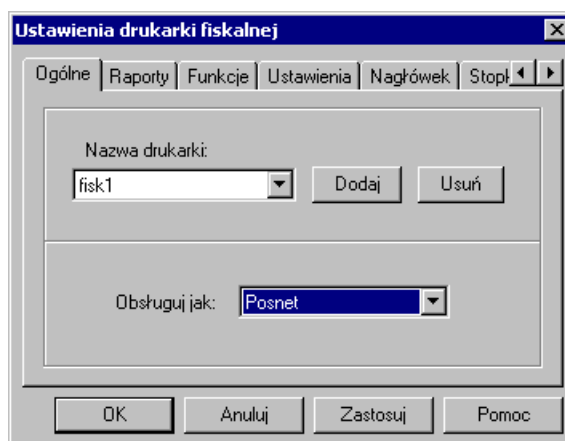 Ustawienia drukarki fiskalnej
Ogólne Raporty Funkcje Ustawienia Nagłówek
Nazwa drukarki:
fisk1 Dodaj Usuń
Obsługuj jak: Posnet
OK Anuluj Zastosuj Pomoc